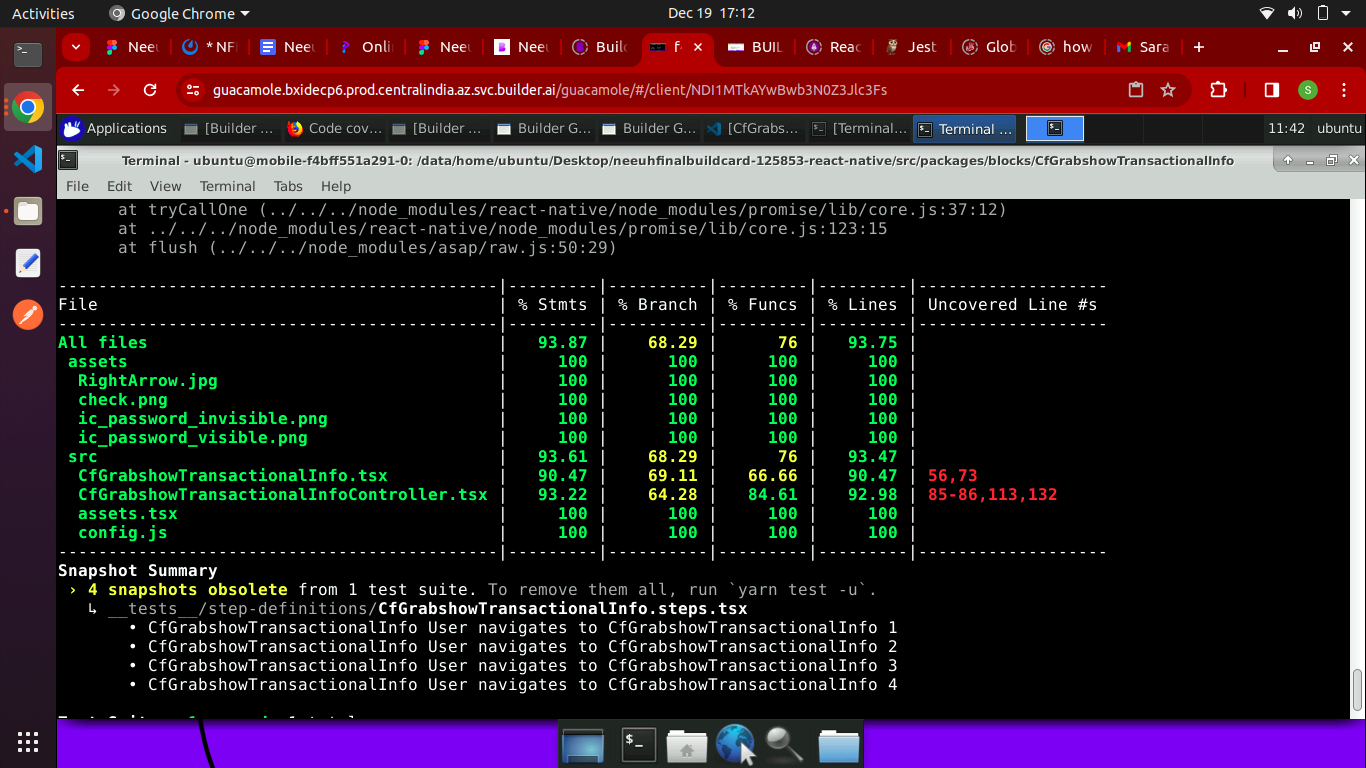 Activities Google Chrome Dec 19 17:12
Neeu *NF Neeu Onli Neeu Neeu Builc f BUIL Reac Jest Glob how Sara
guacamole.bxidecp6.prod.centralindia.az.svc.builder.ai/guacamole/#/client/NDI1MTkAYwBwb3N0Z3Jlc3Fs S
Applications [Builder ... Code cov... [Builder ... Builder G... Builder G... [CfGrabs... [Terminal... Terminal ... 11:42 ubuntu
Terminal - ubuntu@mobile-f4bff551a291-0: /data/home/ubuntu/Desktop/neeuhfinalbuildcard-125853-react-native/src/packages/blocks/CfGrabshowTransactionalInfo
File Edit View Terminal Tabs Help
at tryCallOne (../../../node_modules/react-native/node_modules/promise/lib/core.js:37:12)
at ../../../node_modules/react-native/node_modules/promise/lib/core.js:123:15
at flush (../../../node_modules/asap/raw.js:50:29)
--------------------------------------------|---------|----------|---------|---------|-------------------
File | % Stmts | % Branch | % Funcs | % Lines | Uncovered Line #s
--------------------------------------------|---------|----------|---------|---------|-------------------
All files | 93.87 | 68.29 | 76 | 93.75 |
assets | 100 | 100 | 100 | 100 |
RightArrow.jpg | 100 | 100 | 100 | 100 |
check.png | 100 | 100 | 100 | 100 |
ic_password_invisible.png | 100 | 100 | 100 | 100 |
ic_password_visible.png | 100 | 100 | 100 | 100 |
src | 93.61 | 68.29 | 76 | 93.47 |
CfGrabshowTransactionalInfo.tsx | 90.47 | 69.11 | 66.66 | 90.47 | 56,73
CfGrabshowTransactionalInfoController.tsx | 93.22 | 64.28 | 84.61 | 92.98 | 85-86,113,132
assets.tsx | 100 | 100 | 100 | 100 |
config.js | 100 | 100 | 100 | 100 |
--------------------------------------------|---------|----------|---------|---------|-------------------
Snapshot Summary
› 4 snapshots obsolete from 1 test suite. To remove them all, run `yarn test -u`.
↳ __tests__/step-definitions/CfGrabshowTransactionalInfo.steps.tsx
• CfGrabshowTransactionalInfo User navigates to CfGrabshowTransactionalInfo 1
• CfGrabshowTransactionalInfo User navigates to CfGrabshowTransactionalInfo 2
• CfGrabshowTransactionalInfo User navigates to CfGrabshowTransactionalInfo 3
• CfGrabshowTransactionalInfo User navigates to CfGrabshowTransactionalInfo 4